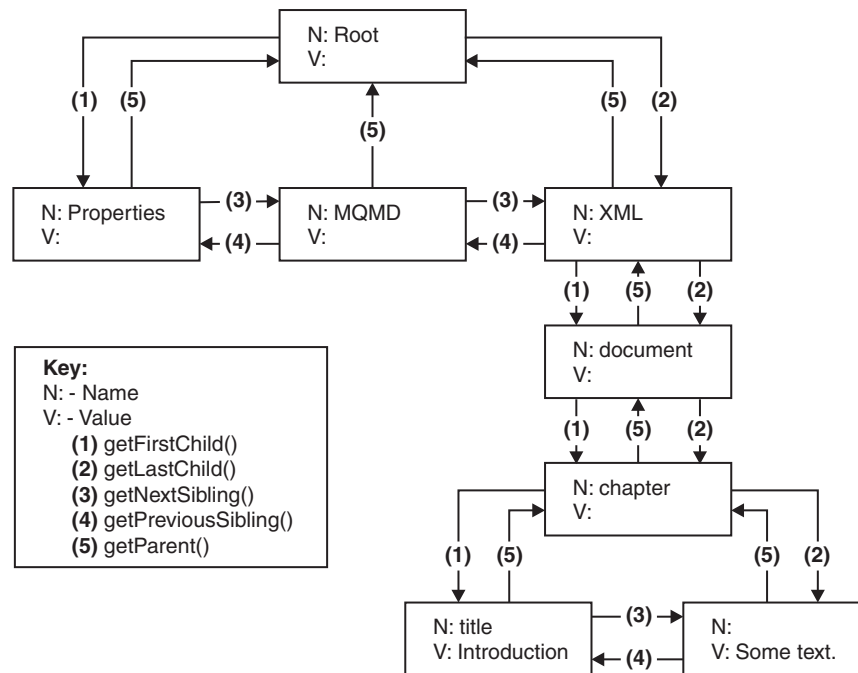 N: Root
V:
(1)
(5)
(5)
(5)
(2)
N: Properties
V:
(3)
(4)
N: MQMD
V:
(3)
(4)
N: XML
V:
(1)
(5)
(2)
N: document
V:
(1)
(5)
(2)
Key:
N: - Name
V: - Value
(1) getFirstChild()
(2) getLastChild()
(3) getNextSibling()
(4) getPreviousSibling()
(5) getParent()
N: chapter
V:
(1)
(5)
(5)
(2)
N: title
V: Introduction
(3)
(4)
N:
V: Some text.